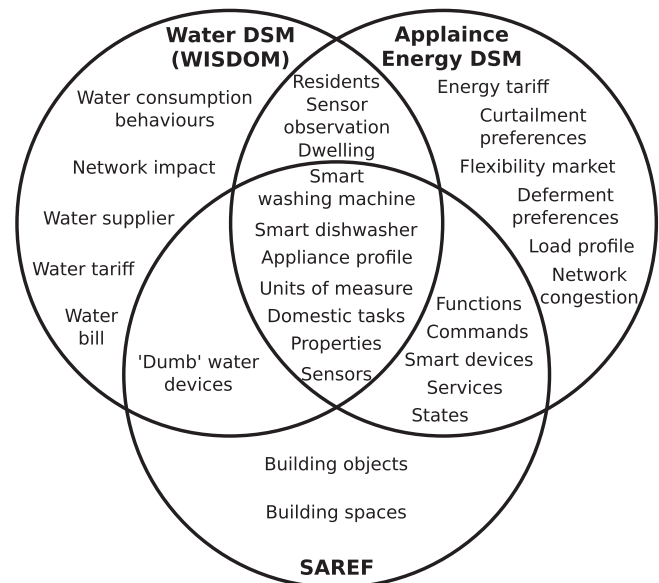 Water DSM
(WISDOM)
Applaince
Energy DSM
Water consumption
behaviours
Network impact
Water supplier
Water tariff
Water
bill
Residents
Sensor
observation
Dwelling
Energy tariff
Curtailment
preferences
Flexibility market
Deferment
preferences
Load profile
Network
congestion
Smart
washing machine
Smart dishwasher
Appliance profile
Units of measure
Domestic tasks
Properties
Sensors
'Dumb' water
devices
Functions
Commands
Smart devices
Services
States
Building objects
Building spaces
SAREF